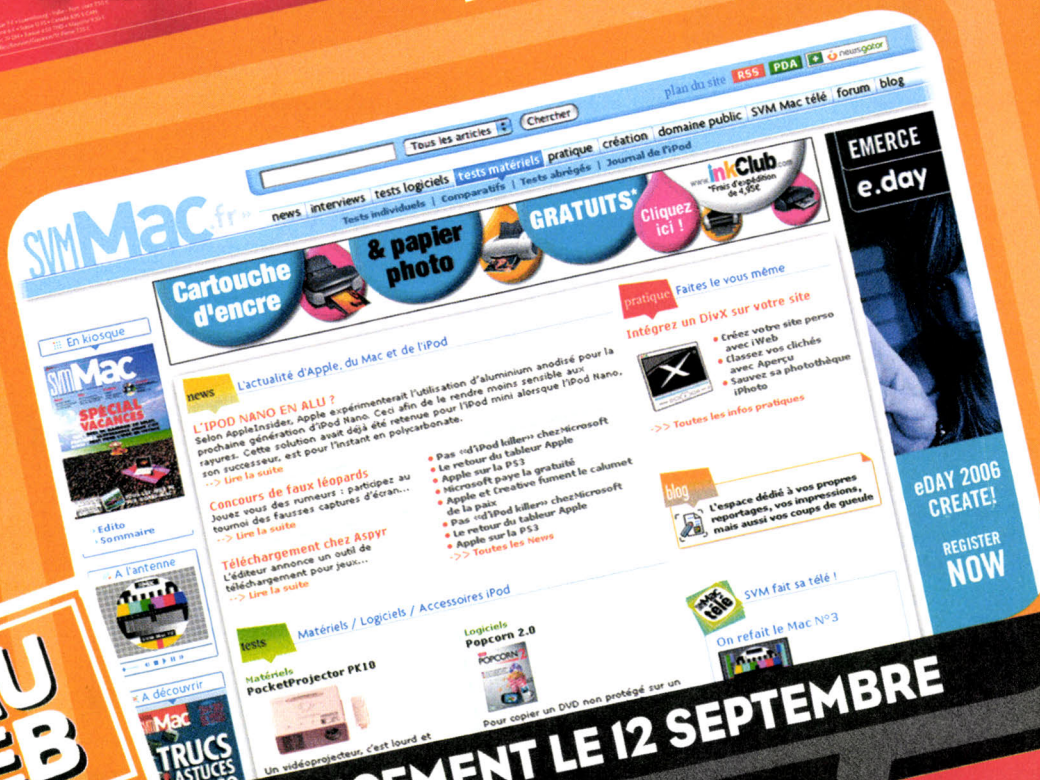 plan du site RSS PDA newsgator
Tous les articles Chercher
news interviews tests logiciels tests matériels pratique création domaine public SVM Mac télé forum blog
Tests individuels | Comparatifs | Tests abrégés | Journal de l'iPod
SVMMac.fr
Cartouche
d'encre
& papier
photo
GRATUITS*
Cliquez
ici !
www.inkClub.com
*Frais d'expédition
de 4,95€
EMERCE
e.day
eDAY 2006
CREATE!
REGISTER
NOW
En kiosque
SVMMac
SPÉCIAL
VACANCES
Edito
Sommaire
A l'antenne
A découvrir
Mac
TRUCS
ASTUCES
news
L'actualité d'Apple, du Mac et de l'iPod
L'IPOD NANO EN ALU ?
Selon AppleInsider, Apple expérimenterait l'utilisation d'aluminium anodisé pour la
prochaine génération d'iPod Nano. Ceci afin de le rendre moins sensible aux
rayures. Cette solution avait déjà été retenue pour l'iPod mini alorsque l'iPod Nano,
son successeur, est pour l'instant en polycarbonate.
--> Lire la suite
Concours de faux léopards
Jouez vous des rumeurs : participez au
tournoi des fausses captures d'écran...
--> Lire la suite
Téléchargement chez Aspyr
L'éditeur annonce un outil de
téléchargement pour jeux...
--> Lire la suite
• Pas «d'iPod killer» chez Microsoft
• Le retour du tableur Apple
• Apple sur la PS3
• Microsoft paye la gratuité
• Apple et Creative fument le calumet
de la paix
• Pas «d'iPod killer» chez Microsoft
• Le retour du tableur Apple
• Apple sur la PS3
->> Toutes les News
pratique
Faites le vous même
Intégrez un DivX sur votre site
• Créez votre site perso
avec iWeb
• Classez vos clichés
avec Aperçu
• Sauvez sa photothèque
iPhoto
->> Toutes les infos pratiques
blog
L'espace dédié à vos propres
reportages, vos impressions,
mais aussi vos coups de gueule
tests
Matériels / Logiciels / Accessoires iPod
Matériels
PocketProjector PK10
Un vidéoprojecteur, c'est lourd et
Logiciels
Popcorn 2.0
POPCORN
Pour copier un DVD non protégé sur un
télé
SVM fait sa télé !
On refait le Mac N°3
U
EB
CEMENT LE 12 SEPTEMBRE